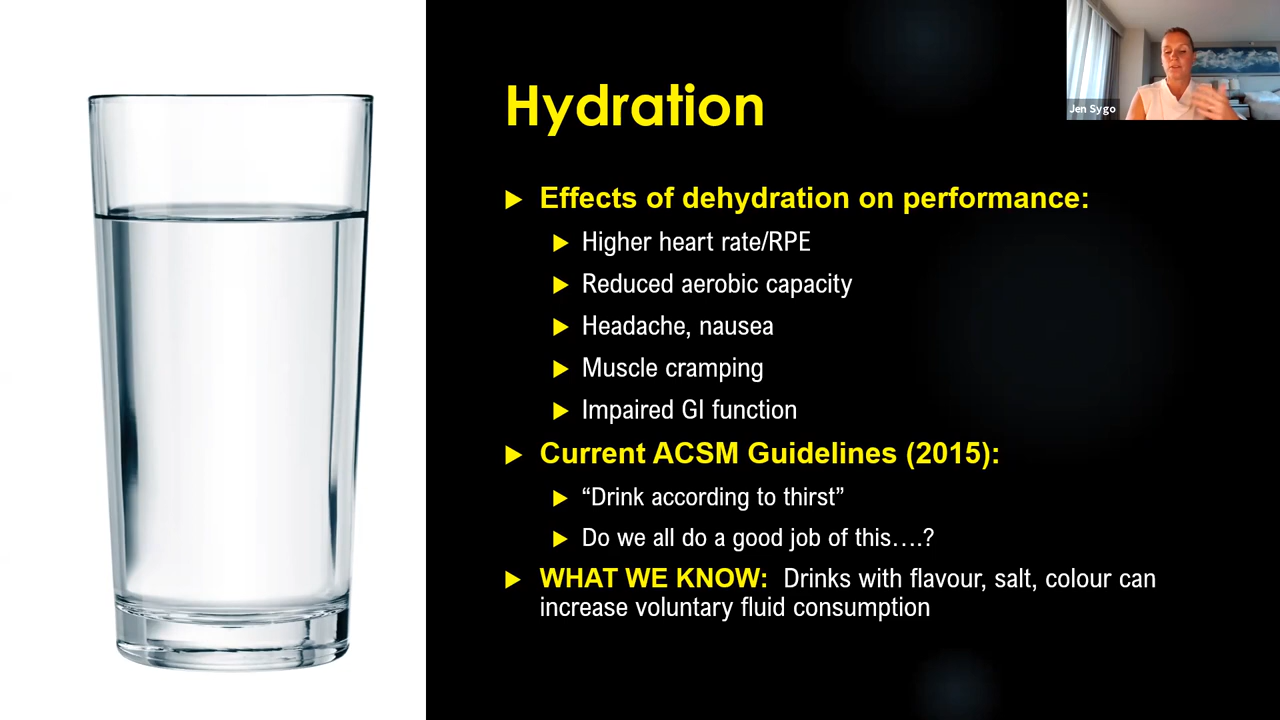 Hydration
Jen Sygo
Effects of dehydration on performance:
Higher heart rate/RPE
Reduced aerobic capacity
Headache, nausea
Muscle cramping
Impaired GI function
Current ACSM Guidelines (2015):
“Drink according to thirst”
Do we all do a good job of this….?
WHAT WE KNOW: Drinks with flavour, salt, colour can
increase voluntary fluid consumption